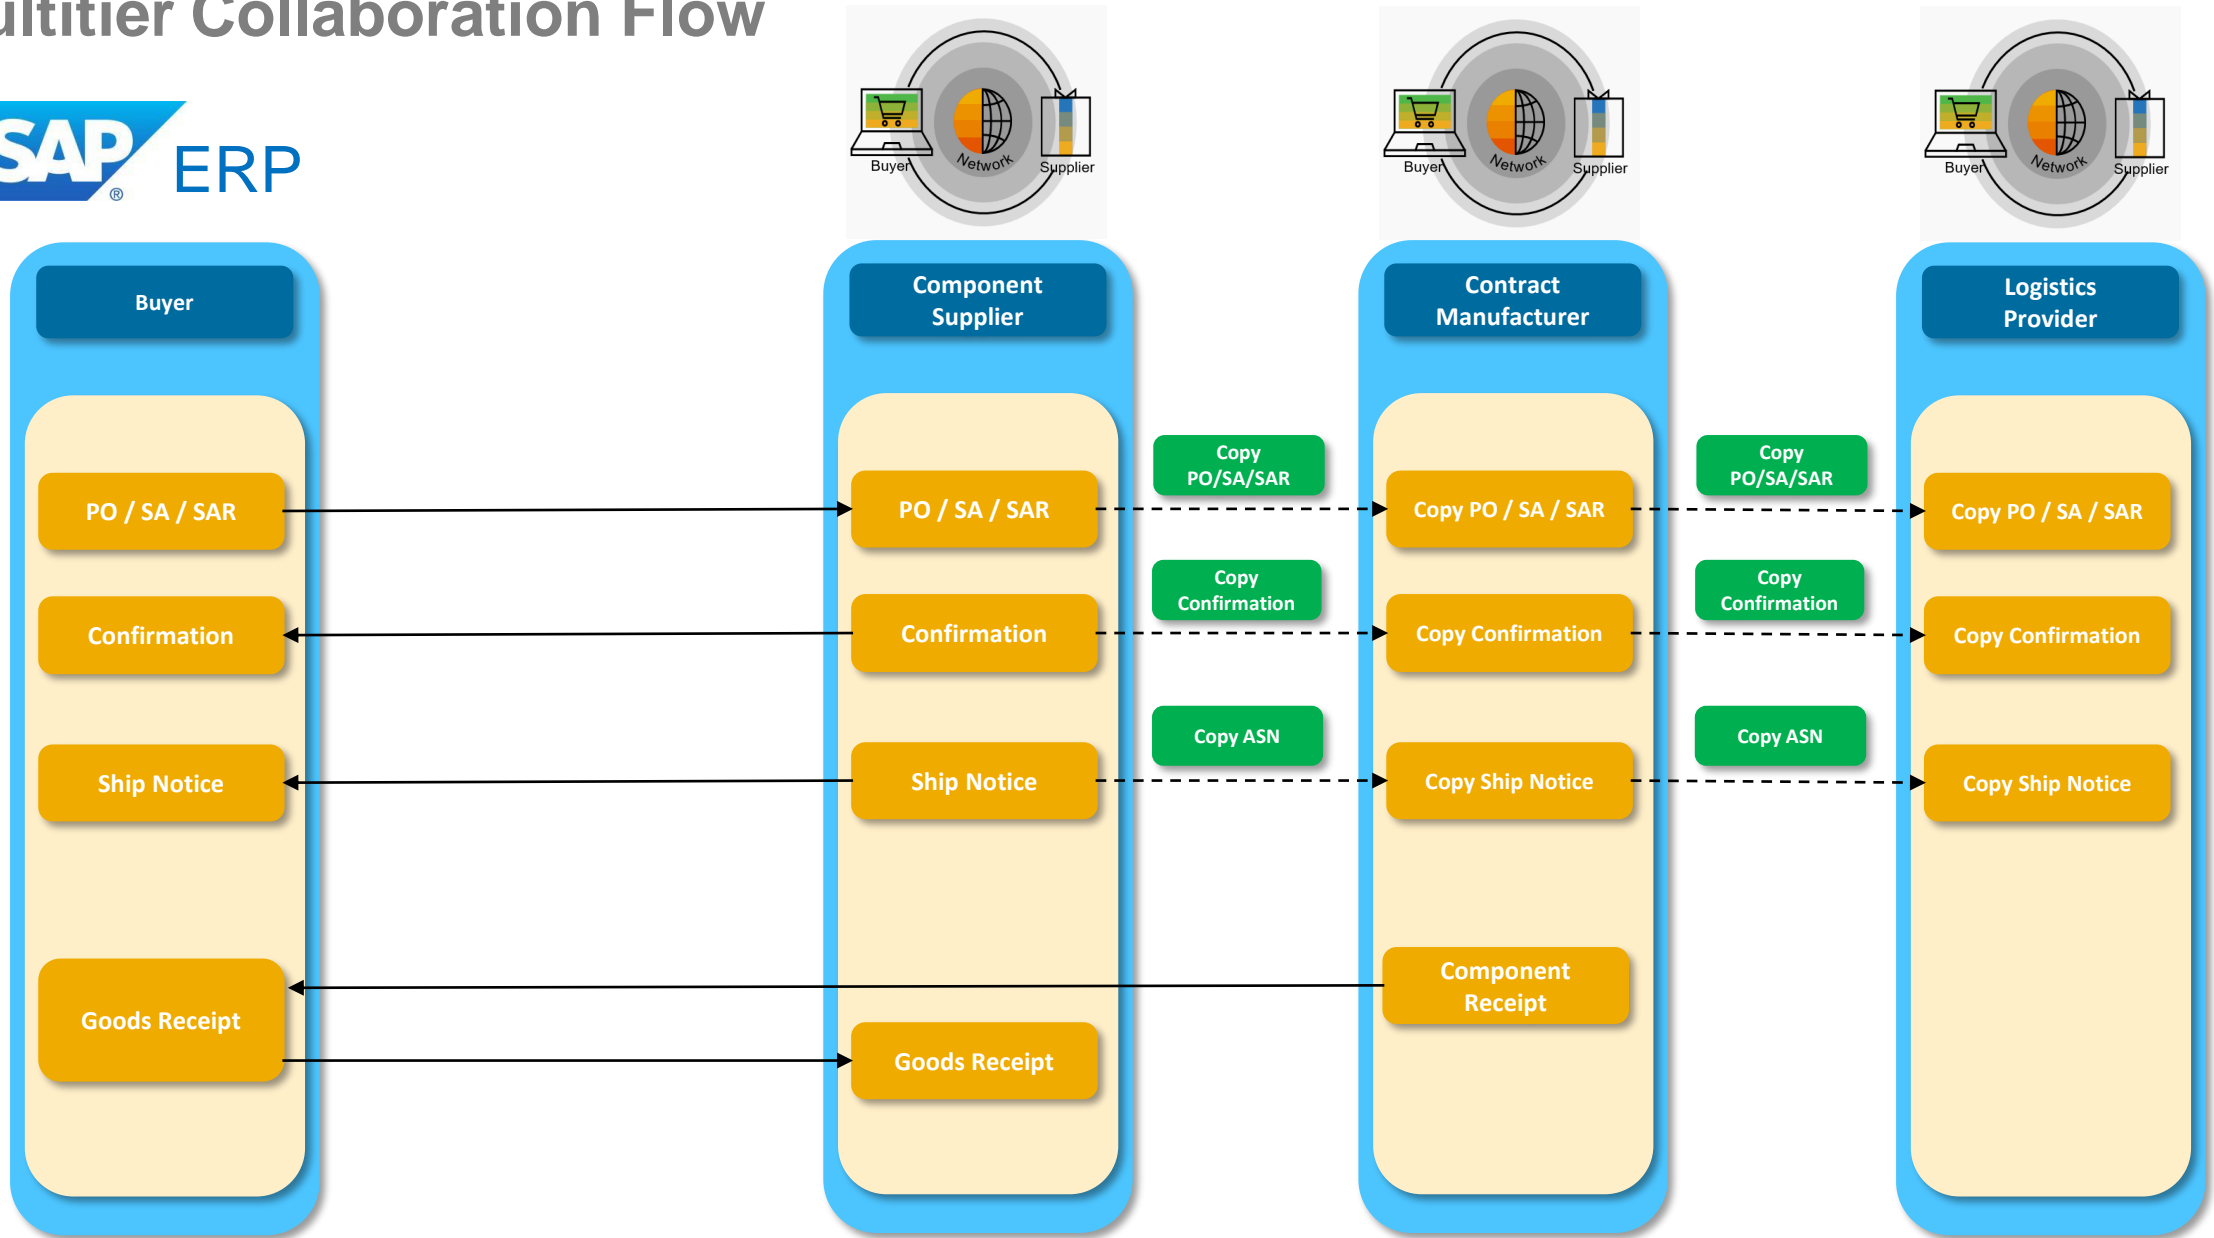 ultitier Collaboration Flow
SAP
®
ERP
Buyer
Network
Supplier
Buyer
Network
Supplier
Buyer
Network
Supplier
Buyer
Component
Supplier
Contract
Manufacturer
Logistics
Provider
Copy
PO/SA/SAR
Copy
PO/SA/SAR
PO / SA / SAR
PO / SA / SAR
Copy PO / SA / SAR
Copy PO / SA / SAR
Copy
Confirmation
Copy
Confirmation
Confirmation
Confirmation
Copy Confirmation
Copy Confirmation
Copy ASN
Copy ASN
Ship Notice
Ship Notice
Copy Ship Notice
Copy Ship Notice
Component
Receipt
Goods Receipt
Goods Receipt